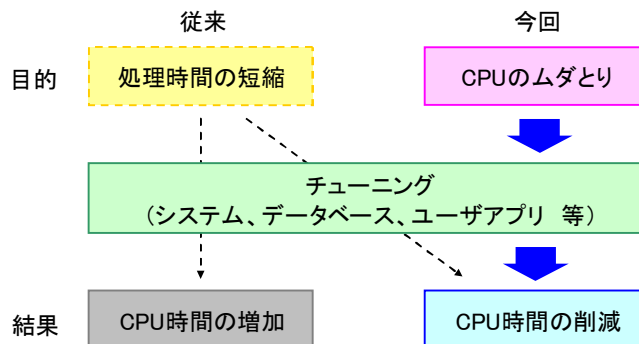 従来
今回
目的
処理時間の短縮
CPUのムダとり
チューニング
（システム、データベース、ユーザアプリ 等）
結果
CPU時間の増加
CPU時間の削減